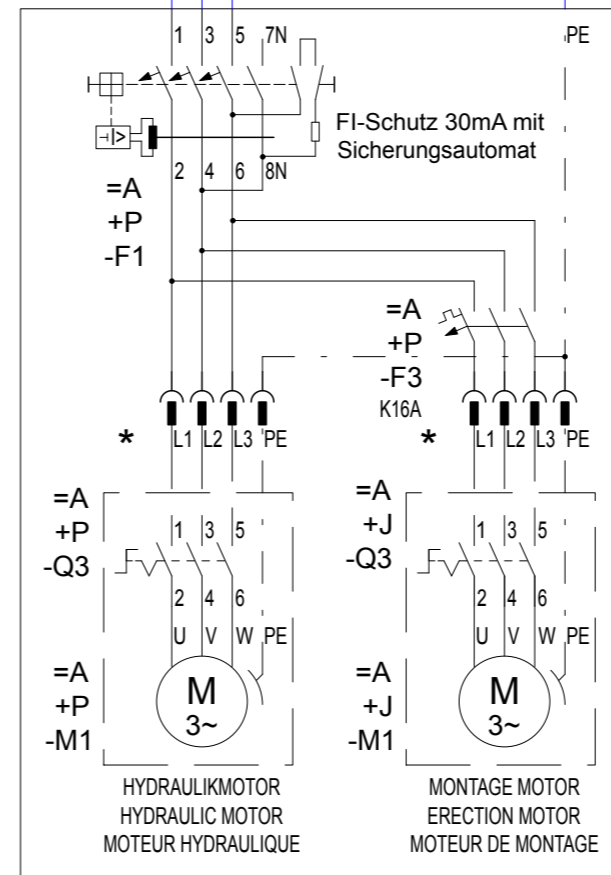 1 3 5 7N PE
FI-Schutz 30mA mit
Sicherungsautomat
2 4 6 8N
=A
+P
-F1
=A
+P
-F3
K16A
* L1 L2 L3 PE
* L1 L2 L3 PE
=A
+P
-Q3
1 3 5
2 4 6
U V W PE
=A
+P
-M1
M
3~
HYDRAULIKMOTOR
HYDRAULIC MOTOR
MOTEUR HYDRAULIQUE
=A
+J
-Q3
1 3 5
2 4 6
U V W PE
=A
+J
-M1
M
3~
MONTAGE MOTOR
ERECTION MOTOR
MOTEUR DE MONTAGE